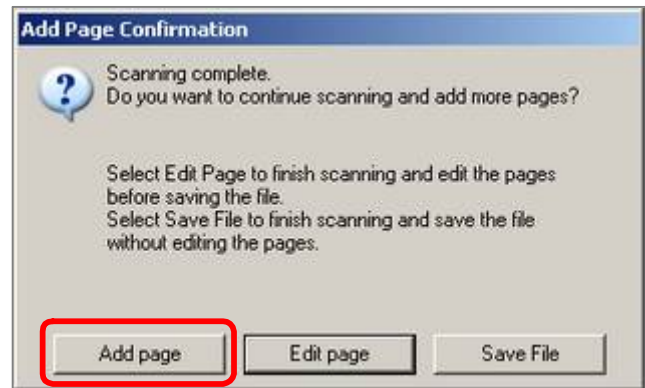 Add Page Confirmation
Scanning complete.
Do you want to continue scanning and add more pages?
Select Edit Page to finish scanning and edit the pages
before saving the file.
Select Save File to finish scanning and save the file
without editing the pages.
Add page Edit page Save File